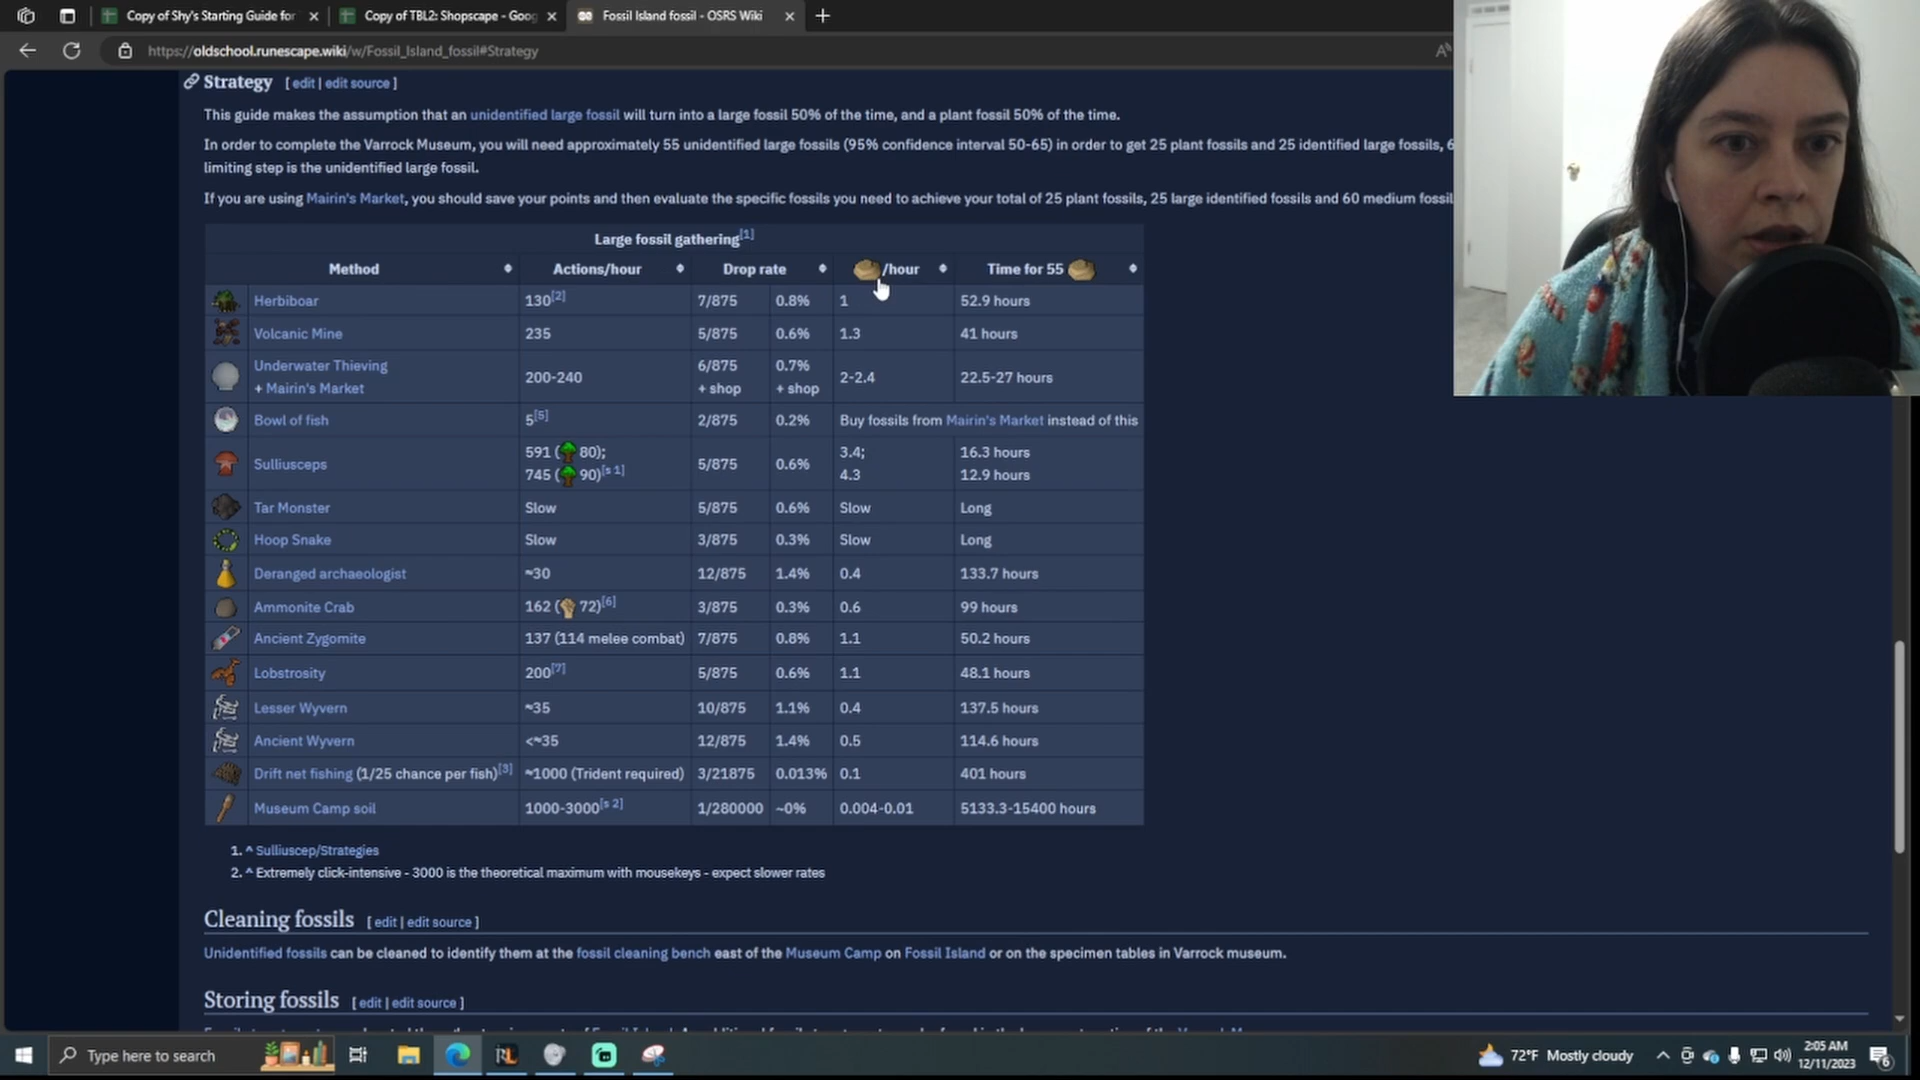 Copy of Shy's Starting Guide for
Copy of TBL2: Shopscape - Goog
Fossil Island fossil - OSRS Wiki
https://oldschool.runescape.wiki/w/Fossil_Island_fossil#Strategy
Strategy [ edit | edit source ]
This guide makes the assumption that an unidentified large fossil will turn into a large fossil 50% of the time, and a plant fossil 50% of the time.
In order to complete the Varrock Museum, you will need approximately 55 unidentified large fossils (95% confidence interval 50-65) in order to get 25 plant fossils and 25 identified large fossils, 6
limiting step is the unidentified large fossil.
If you are using Mairin's Market, you should save your points and then evaluate the specific fossils you need to achieve your total of 25 plant fossils, 25 large identified fossils and 60 medium fossil
Large fossil gathering[1]
Method Actions/hour Drop rate /hour Time for 55
Herbiboar 130[2] 7/875 0.8% 1 52.9 hours
Volcanic Mine 235 5/875 0.6% 1.3 41 hours
Underwater Thieving
+ Mairin's Market 200-240 6/875
+ shop 0.7%
+ shop 2-2.4 22.5-27 hours
Bowl of fish 5[5] 2/875 0.2% Buy fossils from Mairin's Market instead of this
Sulliusceps 591 ( 80);
745 ( 90)[s 1] 5/875 0.6% 3.4;
4.3 16.3 hours
12.9 hours
Tar Monster Slow 5/875 0.6% Slow Long
Hoop Snake Slow 3/875 0.3% Slow Long
Deranged archaeologist ≈30 12/875 1.4% 0.4 133.7 hours
Ammonite Crab 162 ( 72)[6] 3/875 0.3% 0.6 99 hours
Ancient Zygomite 137 (114 melee combat) 7/875 0.8% 1.1 50.2 hours
Lobstrosity 200[7] 5/875 0.6% 1.1 48.1 hours
Lesser Wyvern ≈35 10/875 1.1% 0.4 137.5 hours
Ancient Wyvern <≈35 12/875 1.4% 0.5 114.6 hours
Drift net fishing (1/25 chance per fish)[3] ≈1000 (Trident required) 3/21875 0.013% 0.1 401 hours
Museum Camp soil 1000-3000[s 2] 1/280000 ~0% 0.004-0.01 5133.3-15400 hours
1. ^ Sulliuscep/Strategies
2. ^ Extremely click-intensive - 3000 is the theoretical maximum with mousekeys - expect slower rates
Cleaning fossils [ edit | edit source ]
Unidentified fossils can be cleaned to identify them at the fossil cleaning bench east of the Museum Camp on Fossil Island or on the specimen tables in Varrock museum.
Storing fossils [ edit | edit source ]
Type here to search
72°F Mostly cloudy
2:05 AM
12/11/2023
6